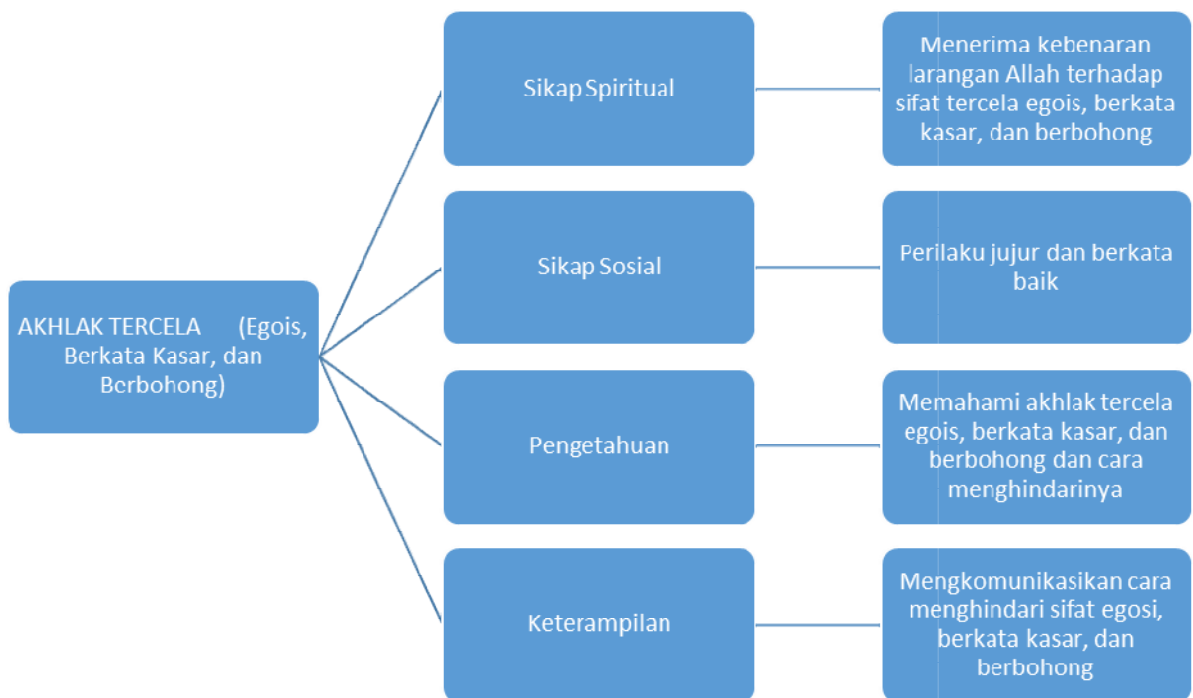 AKHLAK TERCELA (Egois,
Berkata Kasar, dan
Berbohong)
Sikap Spiritual
Menerima kebenaran
larangan Allah terhadap
sifat tercela egois, berkata
kasar, dan berbohong
Sikap Sosial
Perilaku jujur dan berkata
baik
Pengetahuan
Memahami akhlak tercela
egois, berkata kasar, dan
berbohong dan cara
menghindarinya
Keterampilan
Mengkomunikasikan cara
menghindari sifat egosi,
berkata kasar, dan
berbohong